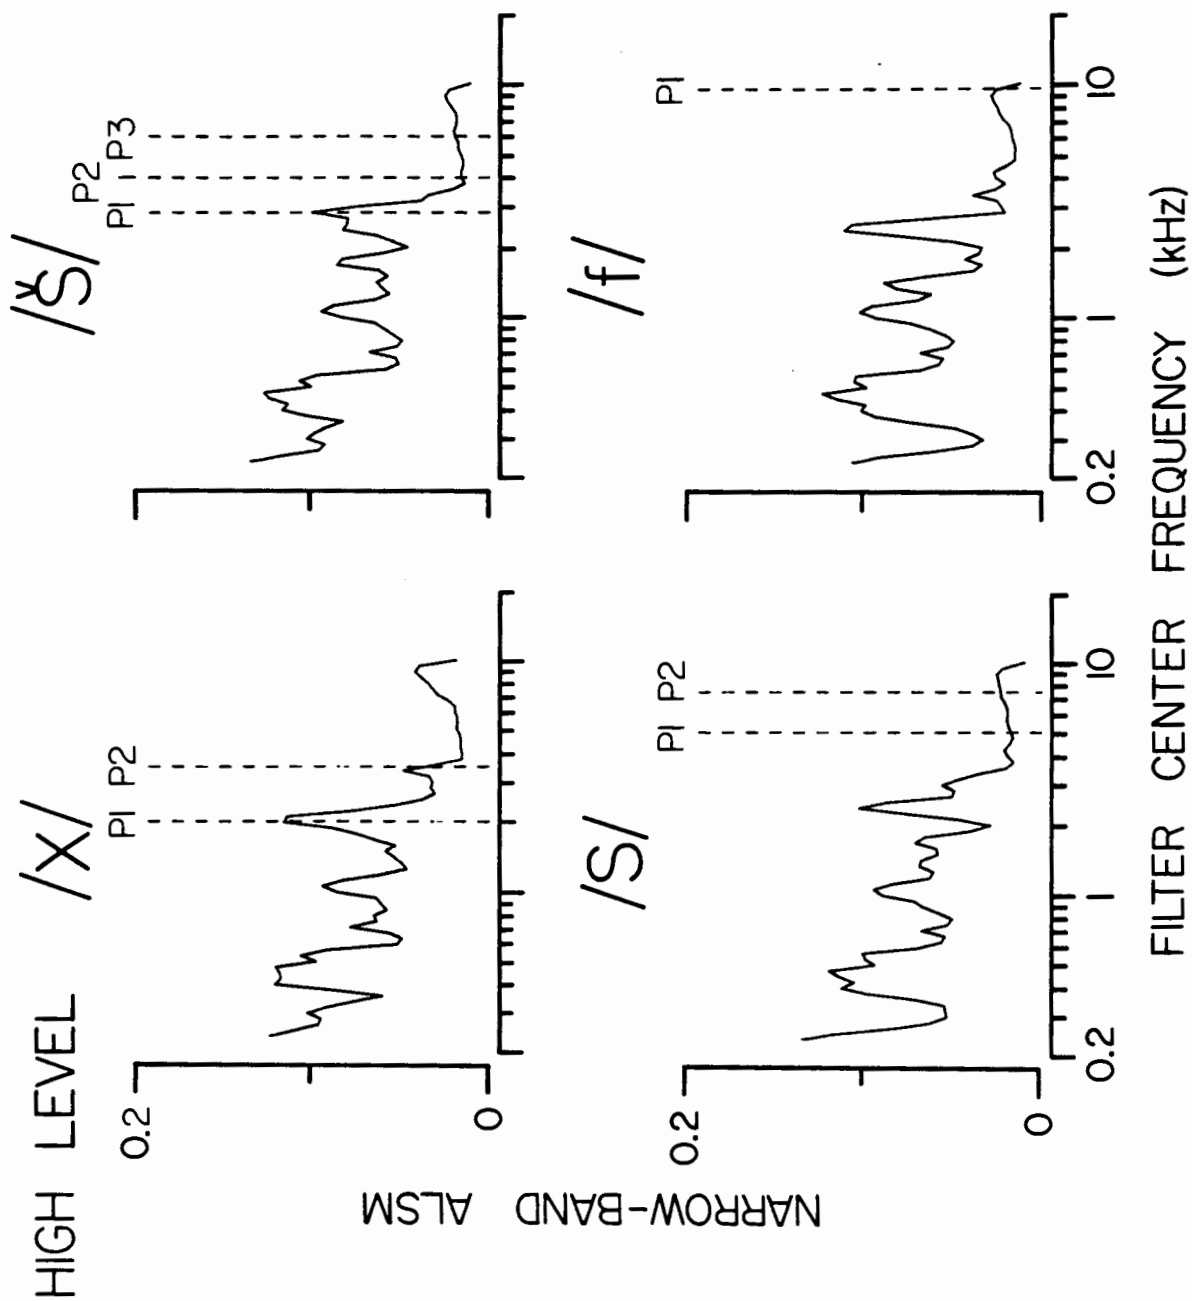 HIGH LEVEL
/X/
P1 P2
/š/
P1 P2 P3
0.2
0
/S/
P1 P2
/f/
P1
0.2
0
0.2 1 10
0.2 1 10
NARROW-BAND ALSM
FILTER CENTER FREQUENCY (kHz)